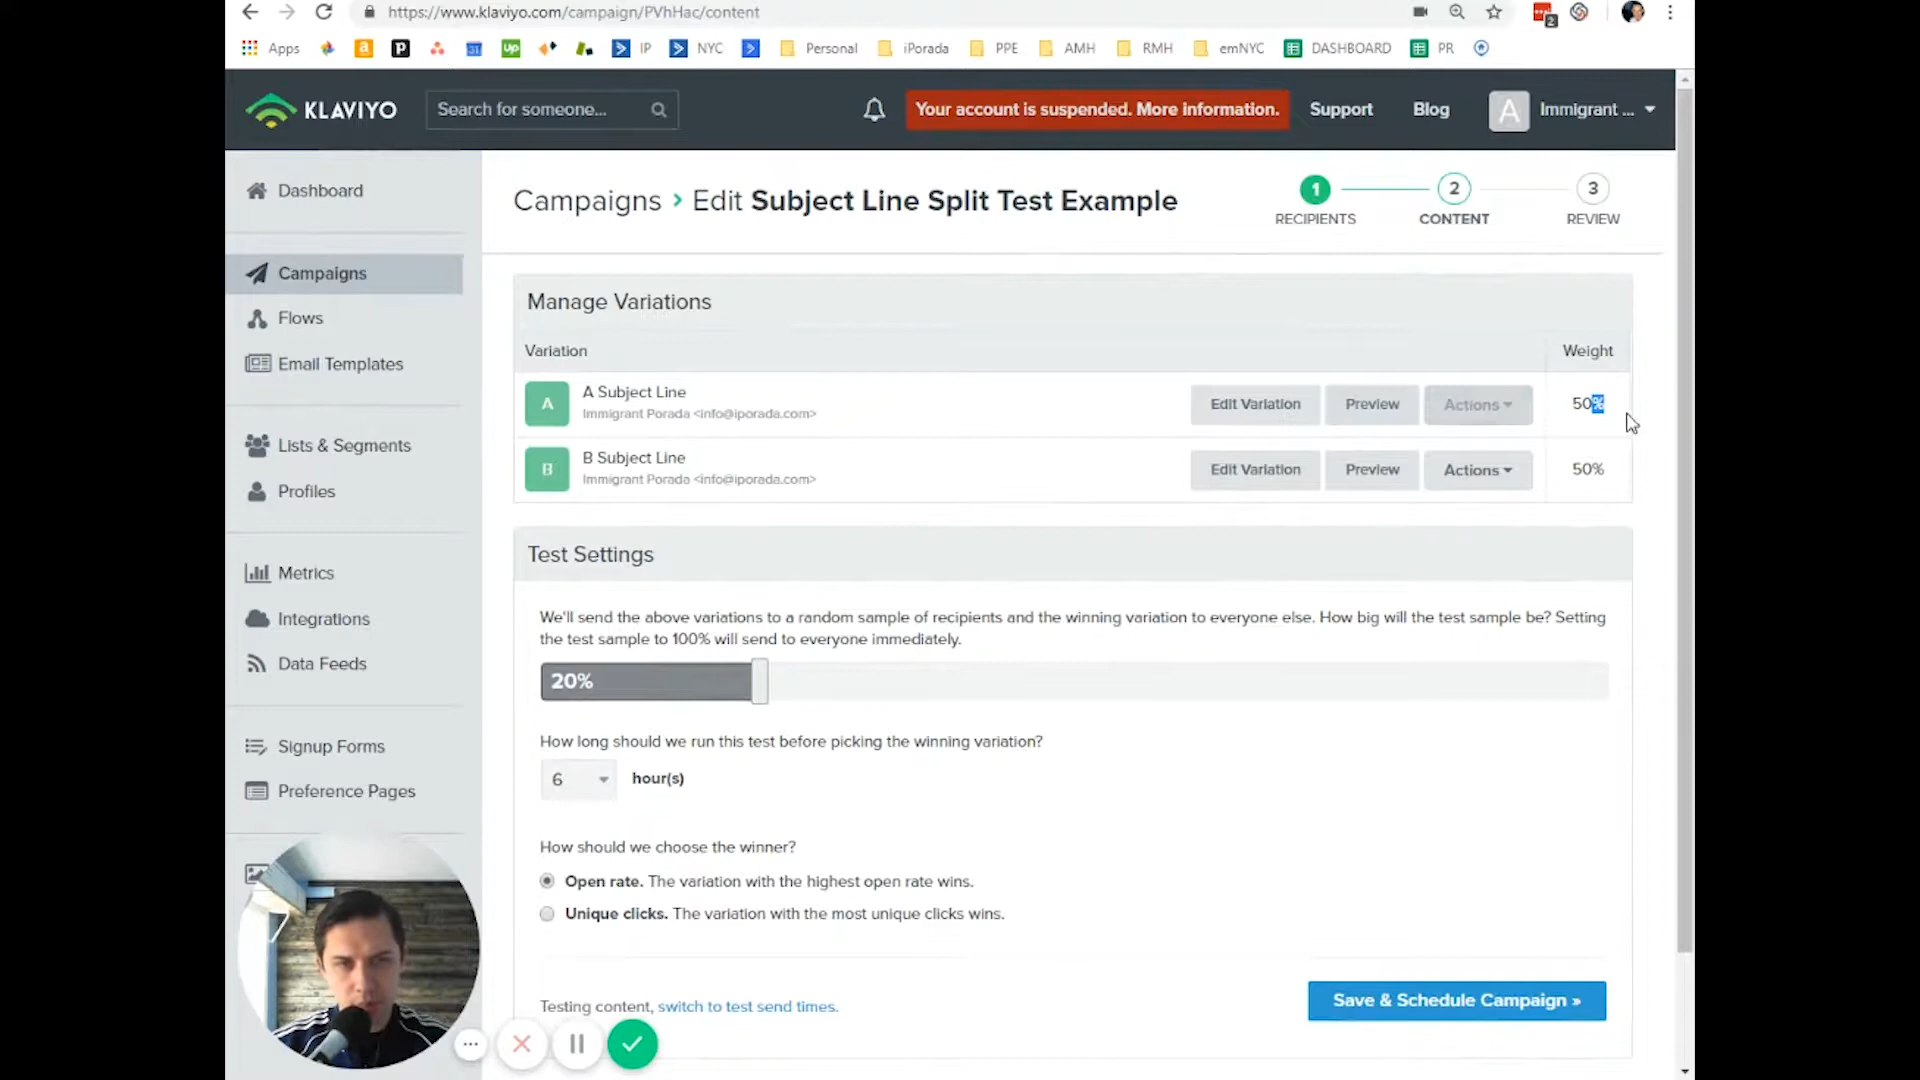 https://www.klaviyo.com/campaign/PVhHac/content
2
Apps
a
p
31
up
IP
NYC
Personal
iPorada
PPE
AMH
RMH
emNYC
DASHBOARD
PR
KLAVIYO
Search for someone...
Your account is suspended. More information.
Support
Blog
A
Immigrant ...
Dashboard
Campaigns
Flows
Email Templates
Lists & Segments
Profiles
Metrics
Integrations
Data Feeds
Signup Forms
Preference Pages
Campaigns › Edit Subject Line Split Test Example
1
2
3
RECIPIENTS
CONTENT
REVIEW
Manage Variations
Variation
Weight
A
A Subject Line
Immigrant Porada <info@iporada.com>
Edit Variation
Preview
Actions
50%
B
B Subject Line
Immigrant Porada <info@iporada.com>
Edit Variation
Preview
Actions
50%
Test Settings
We'll send the above variations to a random sample of recipients and the winning variation to everyone else. How big will the test sample be? Setting
the test sample to 100% will send to everyone immediately.
20%
How long should we run this test before picking the winning variation?
6
hour(s)
How should we choose the winner?
Open rate. The variation with the highest open rate wins.
Unique clicks. The variation with the most unique clicks wins.
Testing content, switch to test send times.
Save & Schedule Campaign »